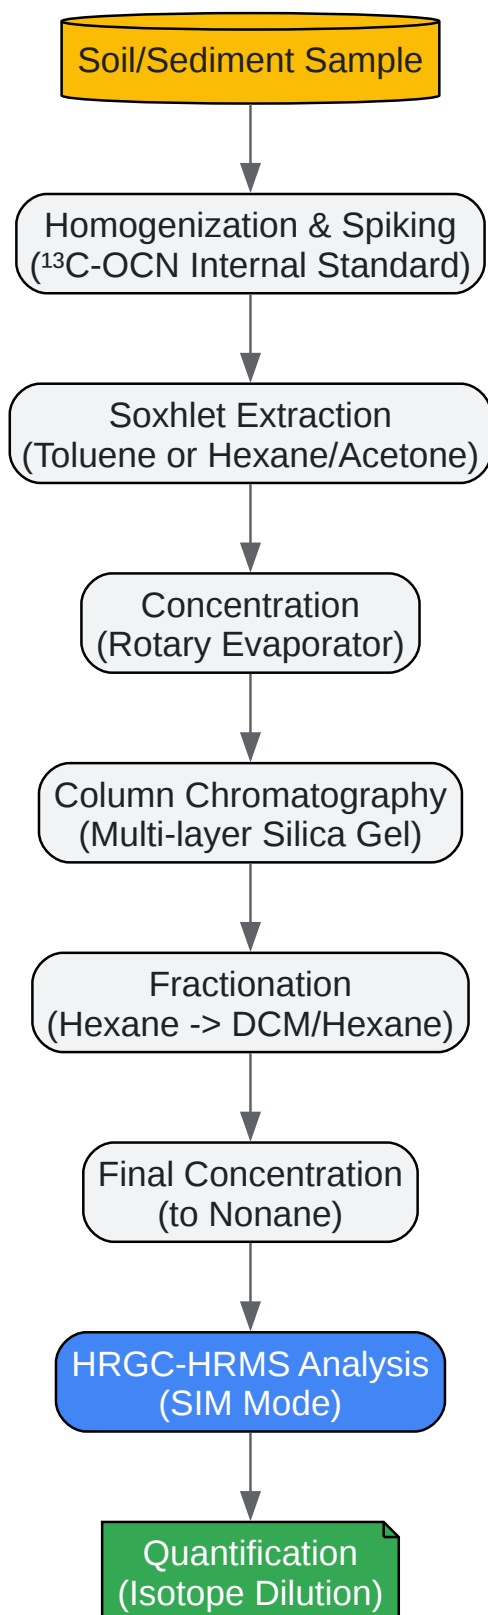 Soil/Sediment Sample
Homogenization & Spiking
(¹³C-OCN Internal Standard)
Soxhlet Extraction
(Toluene or Hexane/Acetone)
Concentration
(Rotary Evaporator)
Column Chromatography
(Multi-layer Silica Gel)
Fractionation
(Hexane -> DCM/Hexane)
Final Concentration
(to Nonane)
HRGC-HRMS Analysis
(SIM Mode)
Quantification
(Isotope Dilution)